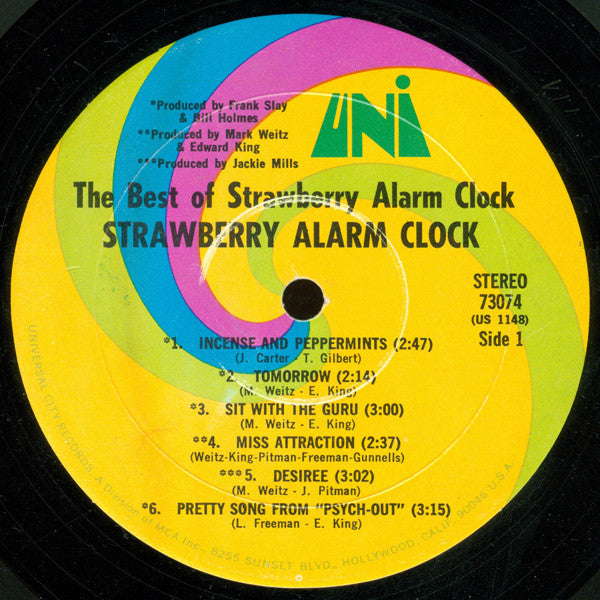 *Produced by Frank Slay
& Bill Holmes
**Produced by Mark Weitz
& Edward King
***Produced by Jackie Mills
UNI
The Best of Strawberry Alarm Clock
STRAWBERRY ALARM CLOCK
STEREO
73074
(US 1148)
Side 1
*1. INCENSE AND PEPPERMINTS (2:47)
(J. Carter - T. Gilbert)
*2. TOMORROW (2:14)
(M. Weitz - E. King)
*3. SIT WITH THE GURU (3:00)
(M. Weitz - E. King)
**4. MISS ATTRACTION (2:37)
(Weitz-King-Pitman-Freeman-Gunnells)
***5. DESIREE (3:02)
(M. Weitz - J. Pitman)
*6. PRETTY SONG FROM "PSYCH-OUT" (3:15)
(L. Freeman - E. King)
UNIVERSAL CITY RECORDS, A Division of MCA Inc., 8255 SUNSET BLVD., HOLLYWOOD, CALIF. 90046 U.S.A.